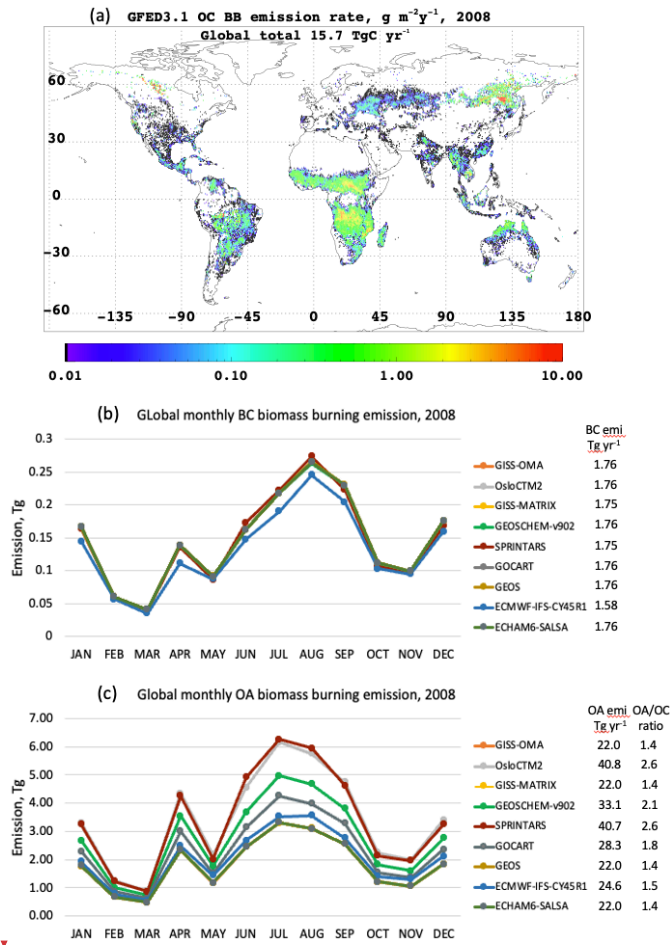 (a) GFED3.1 OC BB emission rate, g m⁻²y⁻¹, 2008
Global total 15.7 TgC yr⁻¹
60
30
0
−30
−60
−135 −90 −45 0 45 90 135 180
0.01 0.10 1.00 10.00
(b) GLobal monthly BC biomass burning emission, 2008
BC emi
Tg yr⁻¹
Emission, Tg
0.3
0.25
0.2
0.15
0.1
0.05
0
JAN FEB MAR APR MAY JUN JUL AUG SEP OCT NOV DEC
GISS-OMA 1.76
OsloCTM2 1.76
GISS-MATRIX 1.75
GEOSCHEM-v902 1.76
SPRINTARS 1.75
GOCART 1.76
GEOS 1.76
ECMWF-IFS-CY45R1 1.58
ECHAM6-SALSA 1.76
(c) Global monthly OA biomass burning emission, 2008
OA emi OA/OC
Tg yr⁻¹ ratio
Emission, Tg
7.00
6.00
5.00
4.00
3.00
2.00
1.00
0.00
JAN FEB MAR APR MAY JUN JUL AUG SEP OCT NOV DEC
GISS-OMA 22.0 1.4
OsloCTM2 40.8 2.6
GISS-MATRIX 22.0 1.4
GEOSCHEM-v902 33.1 2.1
SPRINTARS 40.7 2.6
GOCART 28.3 1.8
GEOS 22.0 1.4
ECMWF-IFS-CY45R1 24.6 1.5
ECHAM6-SALSA 22.0 1.4